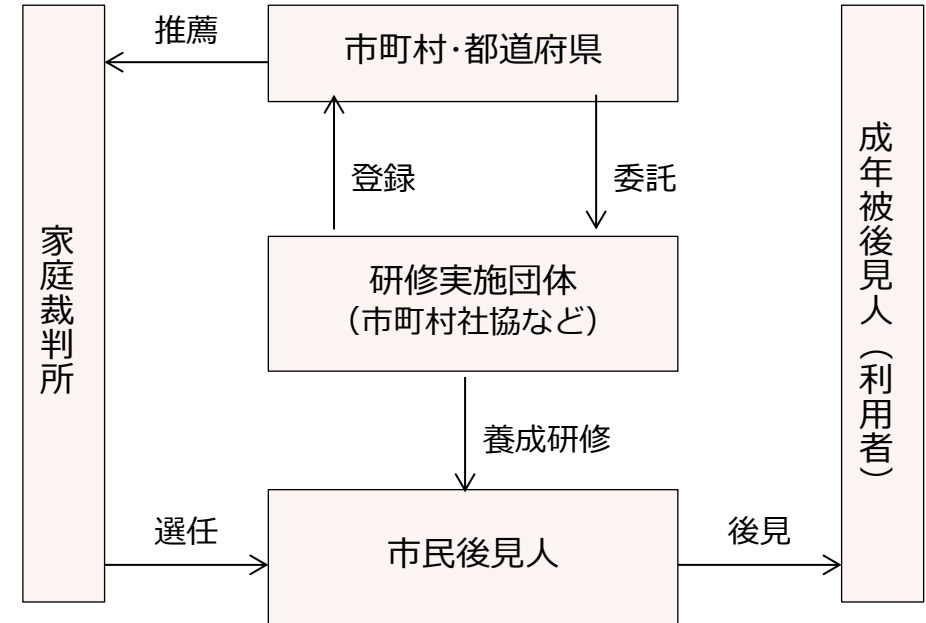 推薦
市町村・都道府県
登録
委託
家庭裁判所
研修実施団体
（市町村社協など）
成年被後見人（利用者）
養成研修
選任
市民後見人
後見